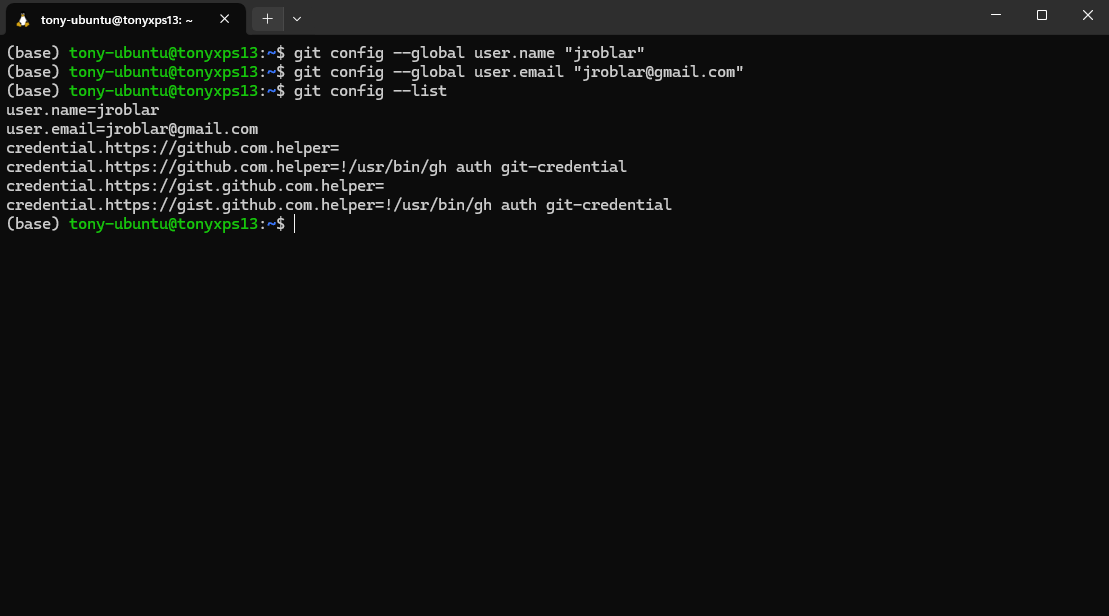 tony-ubuntu@tonyxps13: ~
(base) tony-ubuntu@tonyxps13:~$ git config --global user.name "jroblar"
(base) tony-ubuntu@tonyxps13:~$ git config --global user.email "jroblar@gmail.com"
(base) tony-ubuntu@tonyxps13:~$ git config --list
user.name=jroblar
user.email=jroblar@gmail.com
credential.https://github.com.helper=
credential.https://github.com.helper=!/usr/bin/gh auth git-credential
credential.https://gist.github.com.helper=
credential.https://gist.github.com.helper=!/usr/bin/gh auth git-credential
(base) tony-ubuntu@tonyxps13:~$